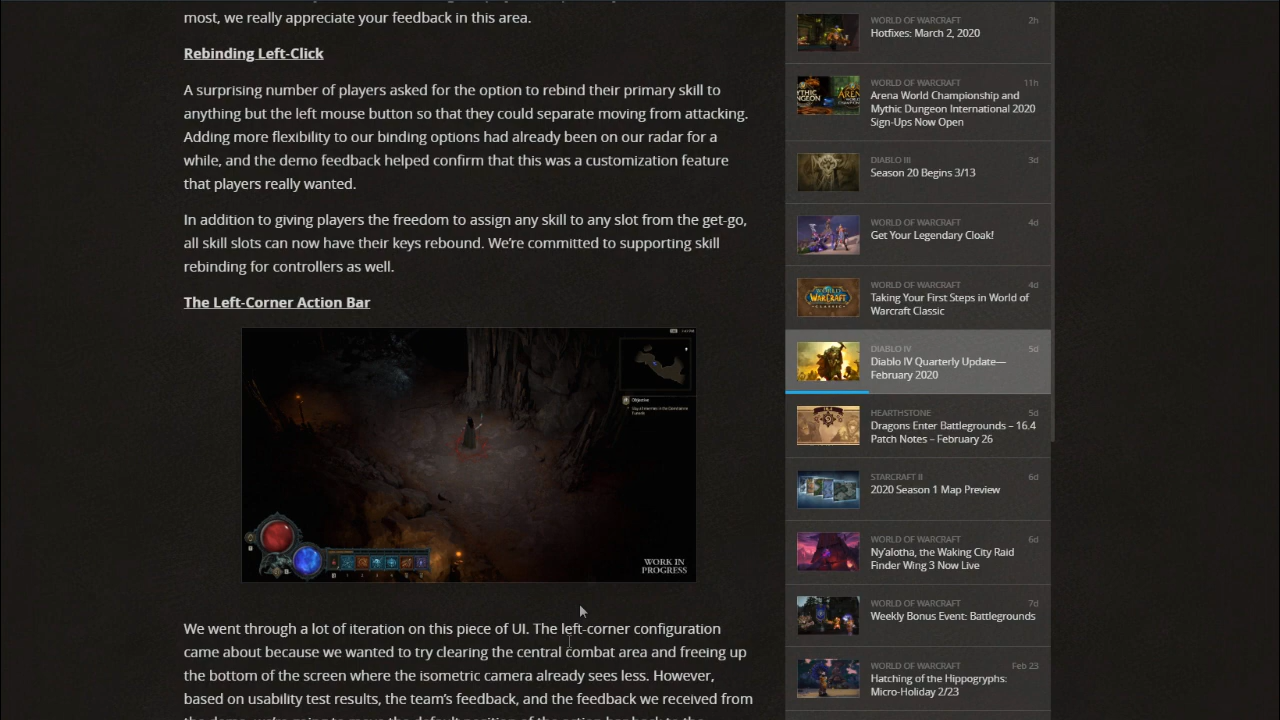 most, we really appreciate your feedback in this area.
Rebinding Left-Click
A surprising number of players asked for the option to rebind their primary skill to
anything but the left mouse button so that they could separate moving from attacking.
Adding more flexibility to our binding options had already been on our radar for a
while, and the demo feedback helped confirm that this was a customization feature
that players really wanted.
In addition to giving players the freedom to assign any skill to any slot from the get-go,
all skill slots can now have their keys rebound. We're committed to supporting skill
rebinding for controllers as well.
The Left-Corner Action Bar
Objective
WORK IN
PROGRESS
We went through a lot of iteration on this piece of UI. The left-corner configuration
came about because we wanted to try clearing the central combat area and freeing up
the bottom of the screen where the isometric camera already sees less. However,
based on usability test results, the team's feedback, and the feedback we received from
WORLD OF WARCRAFT 2h
Hotfixes: March 2, 2020
WORLD OF WARCRAFT 11h
Arena World Championship and
Mythic Dungeon International 2020
Sign-Ups Now Open
DIABLO III 3d
Season 20 Begins 3/13
WORLD OF WARCRAFT 4d
Get Your Legendary Cloak!
WORLD OF WARCRAFT 4d
Taking Your First Steps in World of
Warcraft Classic
WARCRAFT
DIABLO IV 5d
Diablo IV Quarterly Update—
February 2020
HEARTHSTONE 5d
Dragons Enter Battlegrounds – 16.4
Patch Notes – February 26
STARCRAFT II 6d
2020 Season 1 Map Preview
WORLD OF WARCRAFT 6d
Ny'alotha, the Waking City Raid
Finder Wing 3 Now Live
WORLD OF WARCRAFT 7d
Weekly Bonus Event: Battlegrounds
WORLD OF WARCRAFT Feb 23
Hatching of the Hippogryphs:
Micro-Holiday 2/23